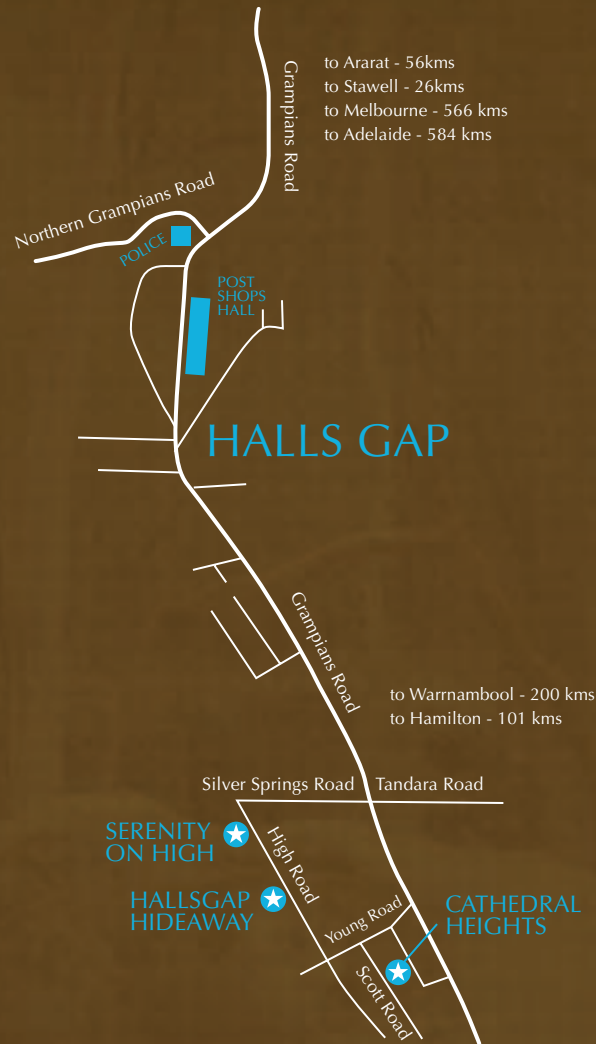 to Ararat - 56kms
to Stawell - 26kms
to Melbourne - 566 kms
to Adelaide - 584 kms
Grampians Road
Northern Grampians Road
POLICE
POST
SHOPS
HALL
HALLS GAP
Grampians Road
to Warrnambool - 200 kms
to Hamilton - 101 kms
Silver Springs Road
Tandara Road
SERENITY
ON HIGH
High Road
HALLSGAP
HIDEAWAY
Young Road
CATHEDRAL
HEIGHTS
Scott Road